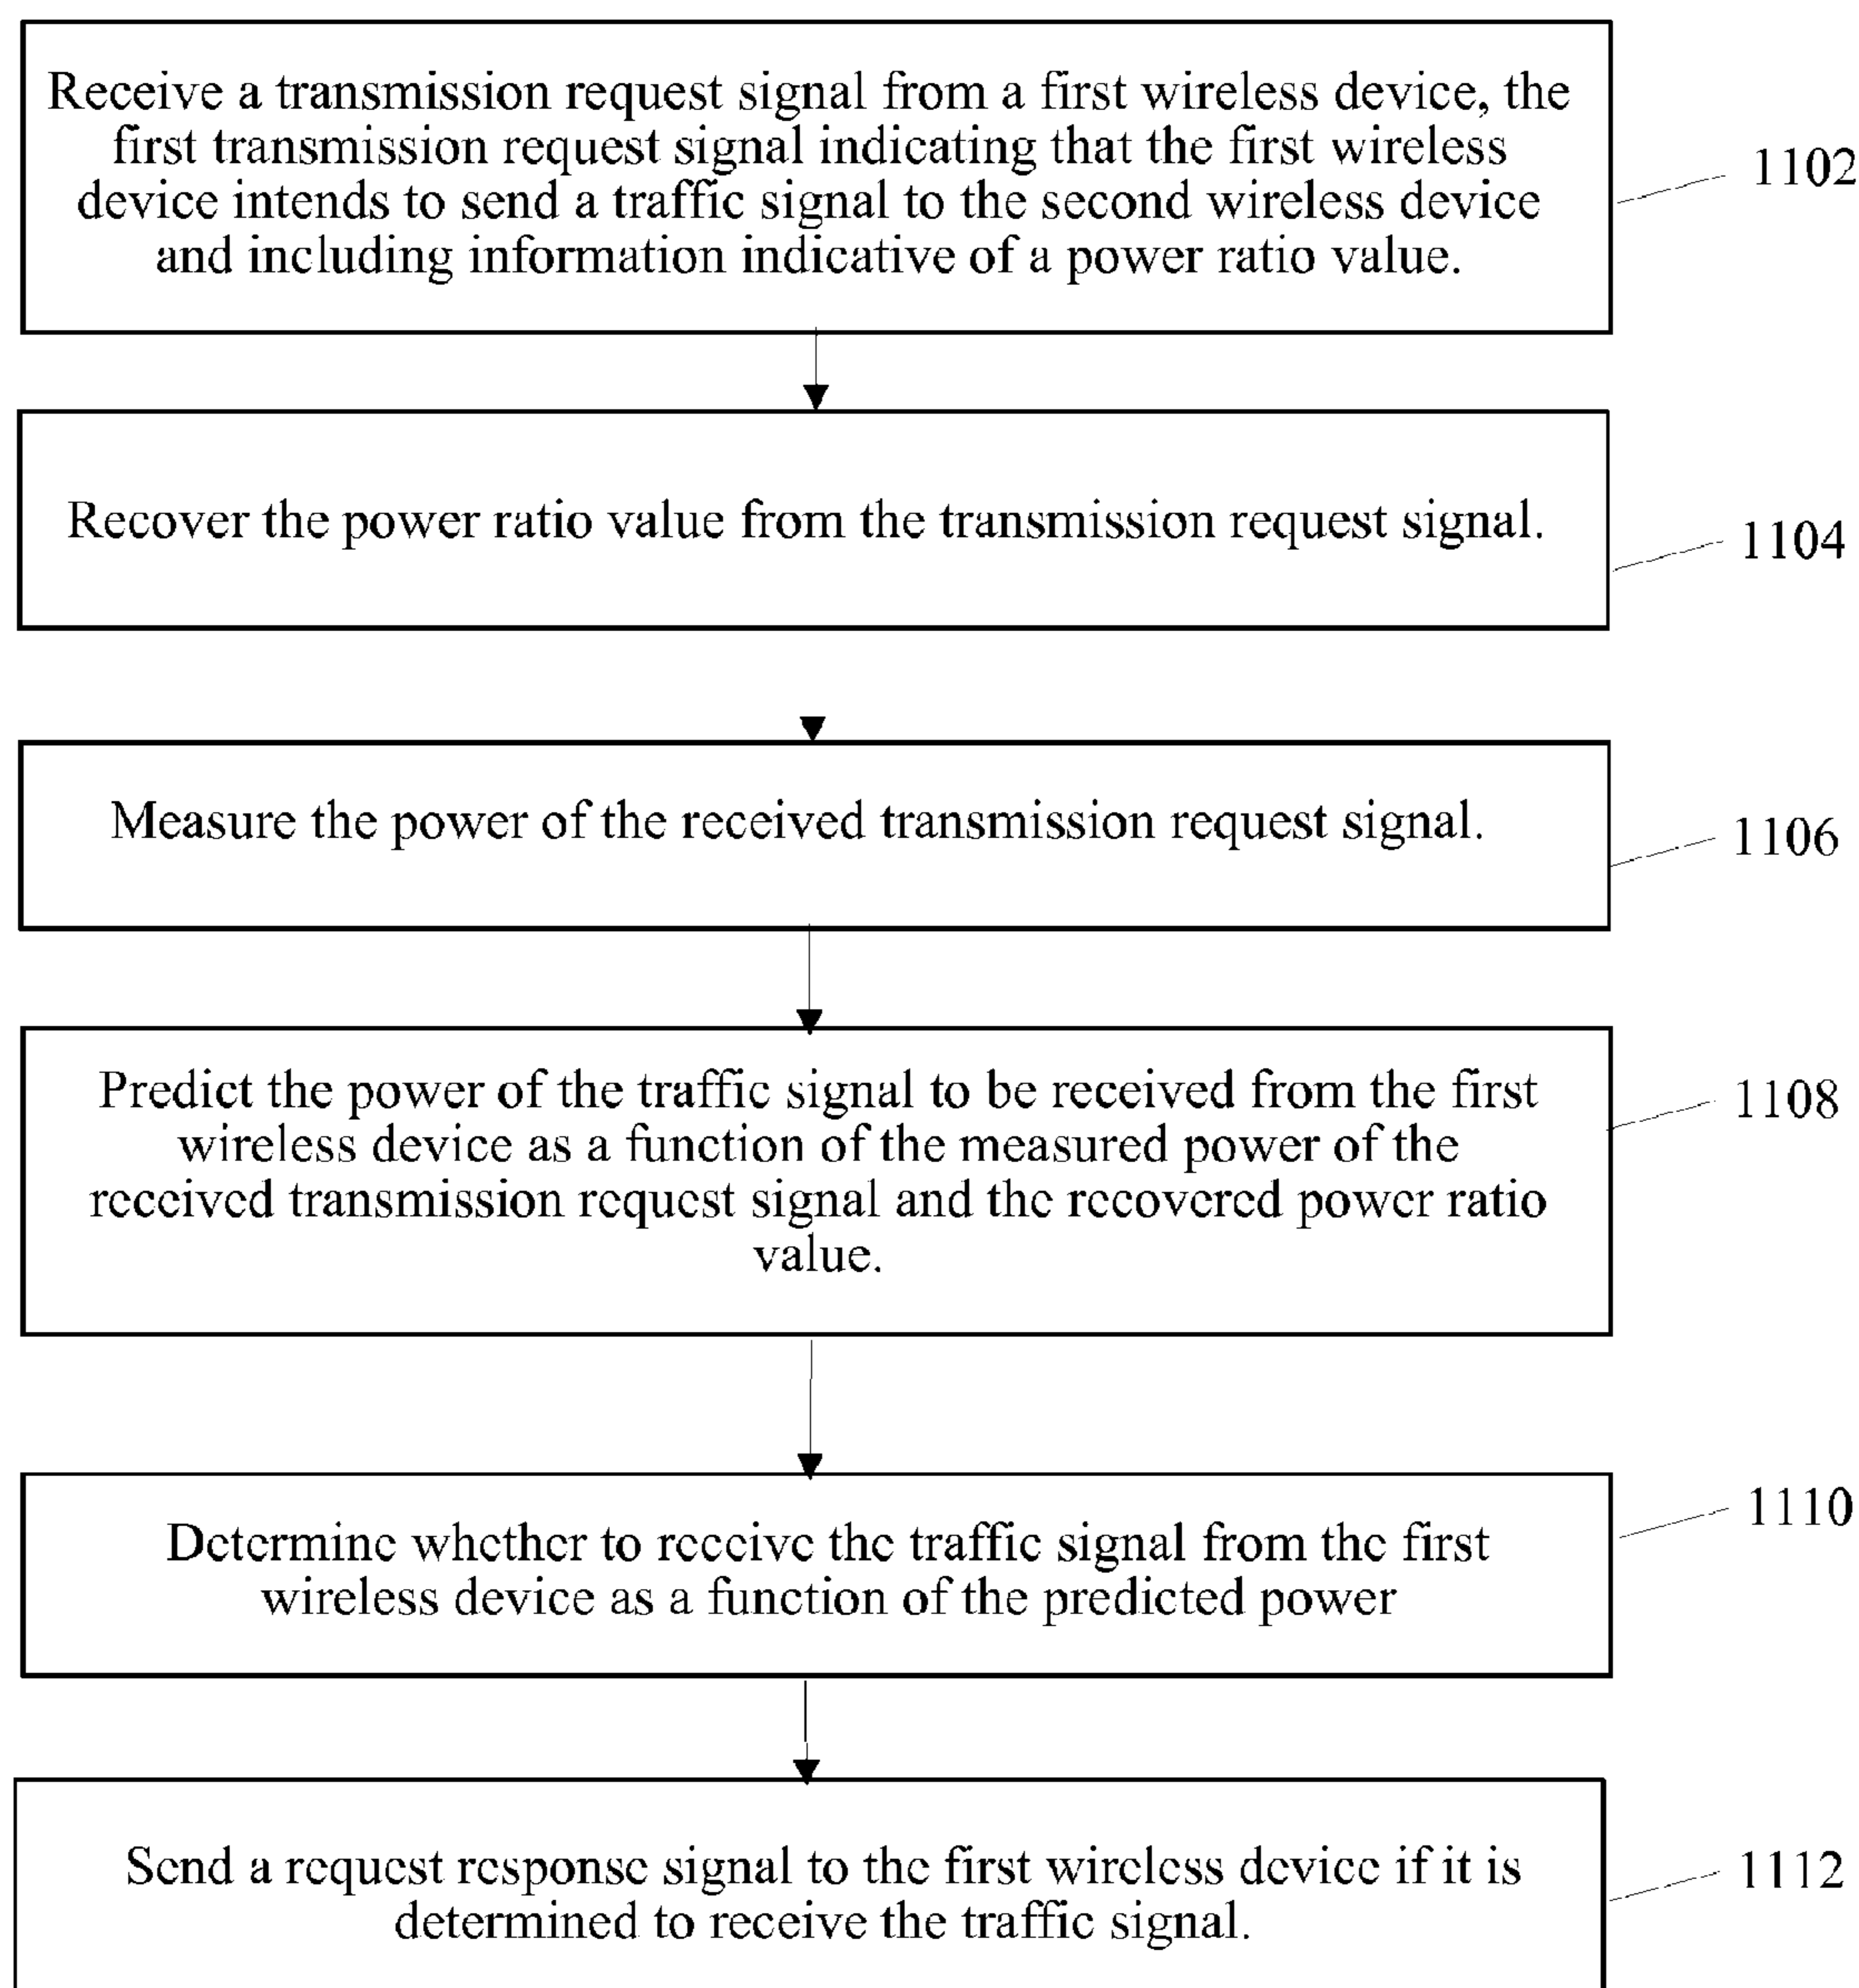 Receive a transmission request signal from a first wireless device, the
first transmission request signal indicating that the first wireless
device intends to send a traffic signal to the second wireless device
and including information indicative of a power ratio value.
1102
Recover the power ratio value from the transmission request signal.
1104
Measure the power of the received transmission request signal.
1106
Predict the power of the traffic signal to be received from the first
wireless device as a function of the measured power of the
received transmission request signal and the recovered power ratio
value.
1108
Determine whether to receive the traffic signal from the first
wireless device as a function of the predicted power
1110
Send a request response signal to the first wireless device if it is
determined to receive the traffic signal.
1112